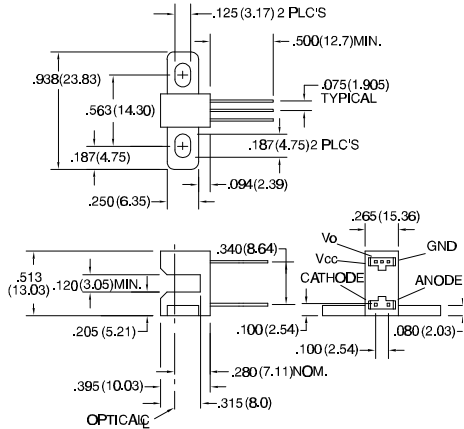 .125(3.17) 2 PLC'S
.500(12.7)MIN.
.938(23.83)
.075(1.905)
TYPICAL
.563(14.30)
.187(4.75)
.187(4.75)2 PLC'S
.094(2.39)
.250(6.35)
.265(15.36)
.340(8.64)
Vo
GND
Vcc
.513
(13.03)
.120(3.05)MIN.
CATHODE
ANODE
.205(5.21)
.100(2.54)
.080(2.03)
.100(2.54)
.280(7.11)NOM.
.395(10.03)
.315(8.0)
OPTICAL℄